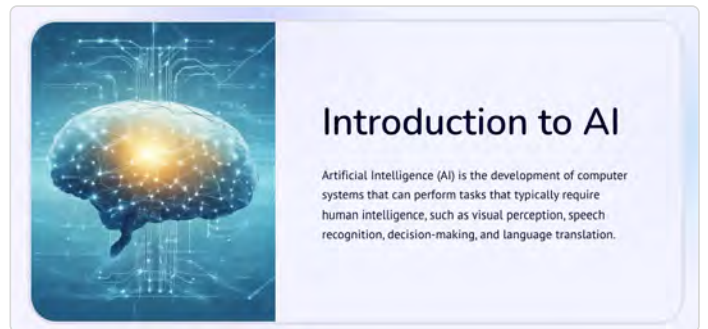 Introduction to AI
Artificial Intelligence (AI) is the development of computer
systems that can perform tasks that typically require
human intelligence, such as visual perception, speech
recognition, decision-making, and language translation.